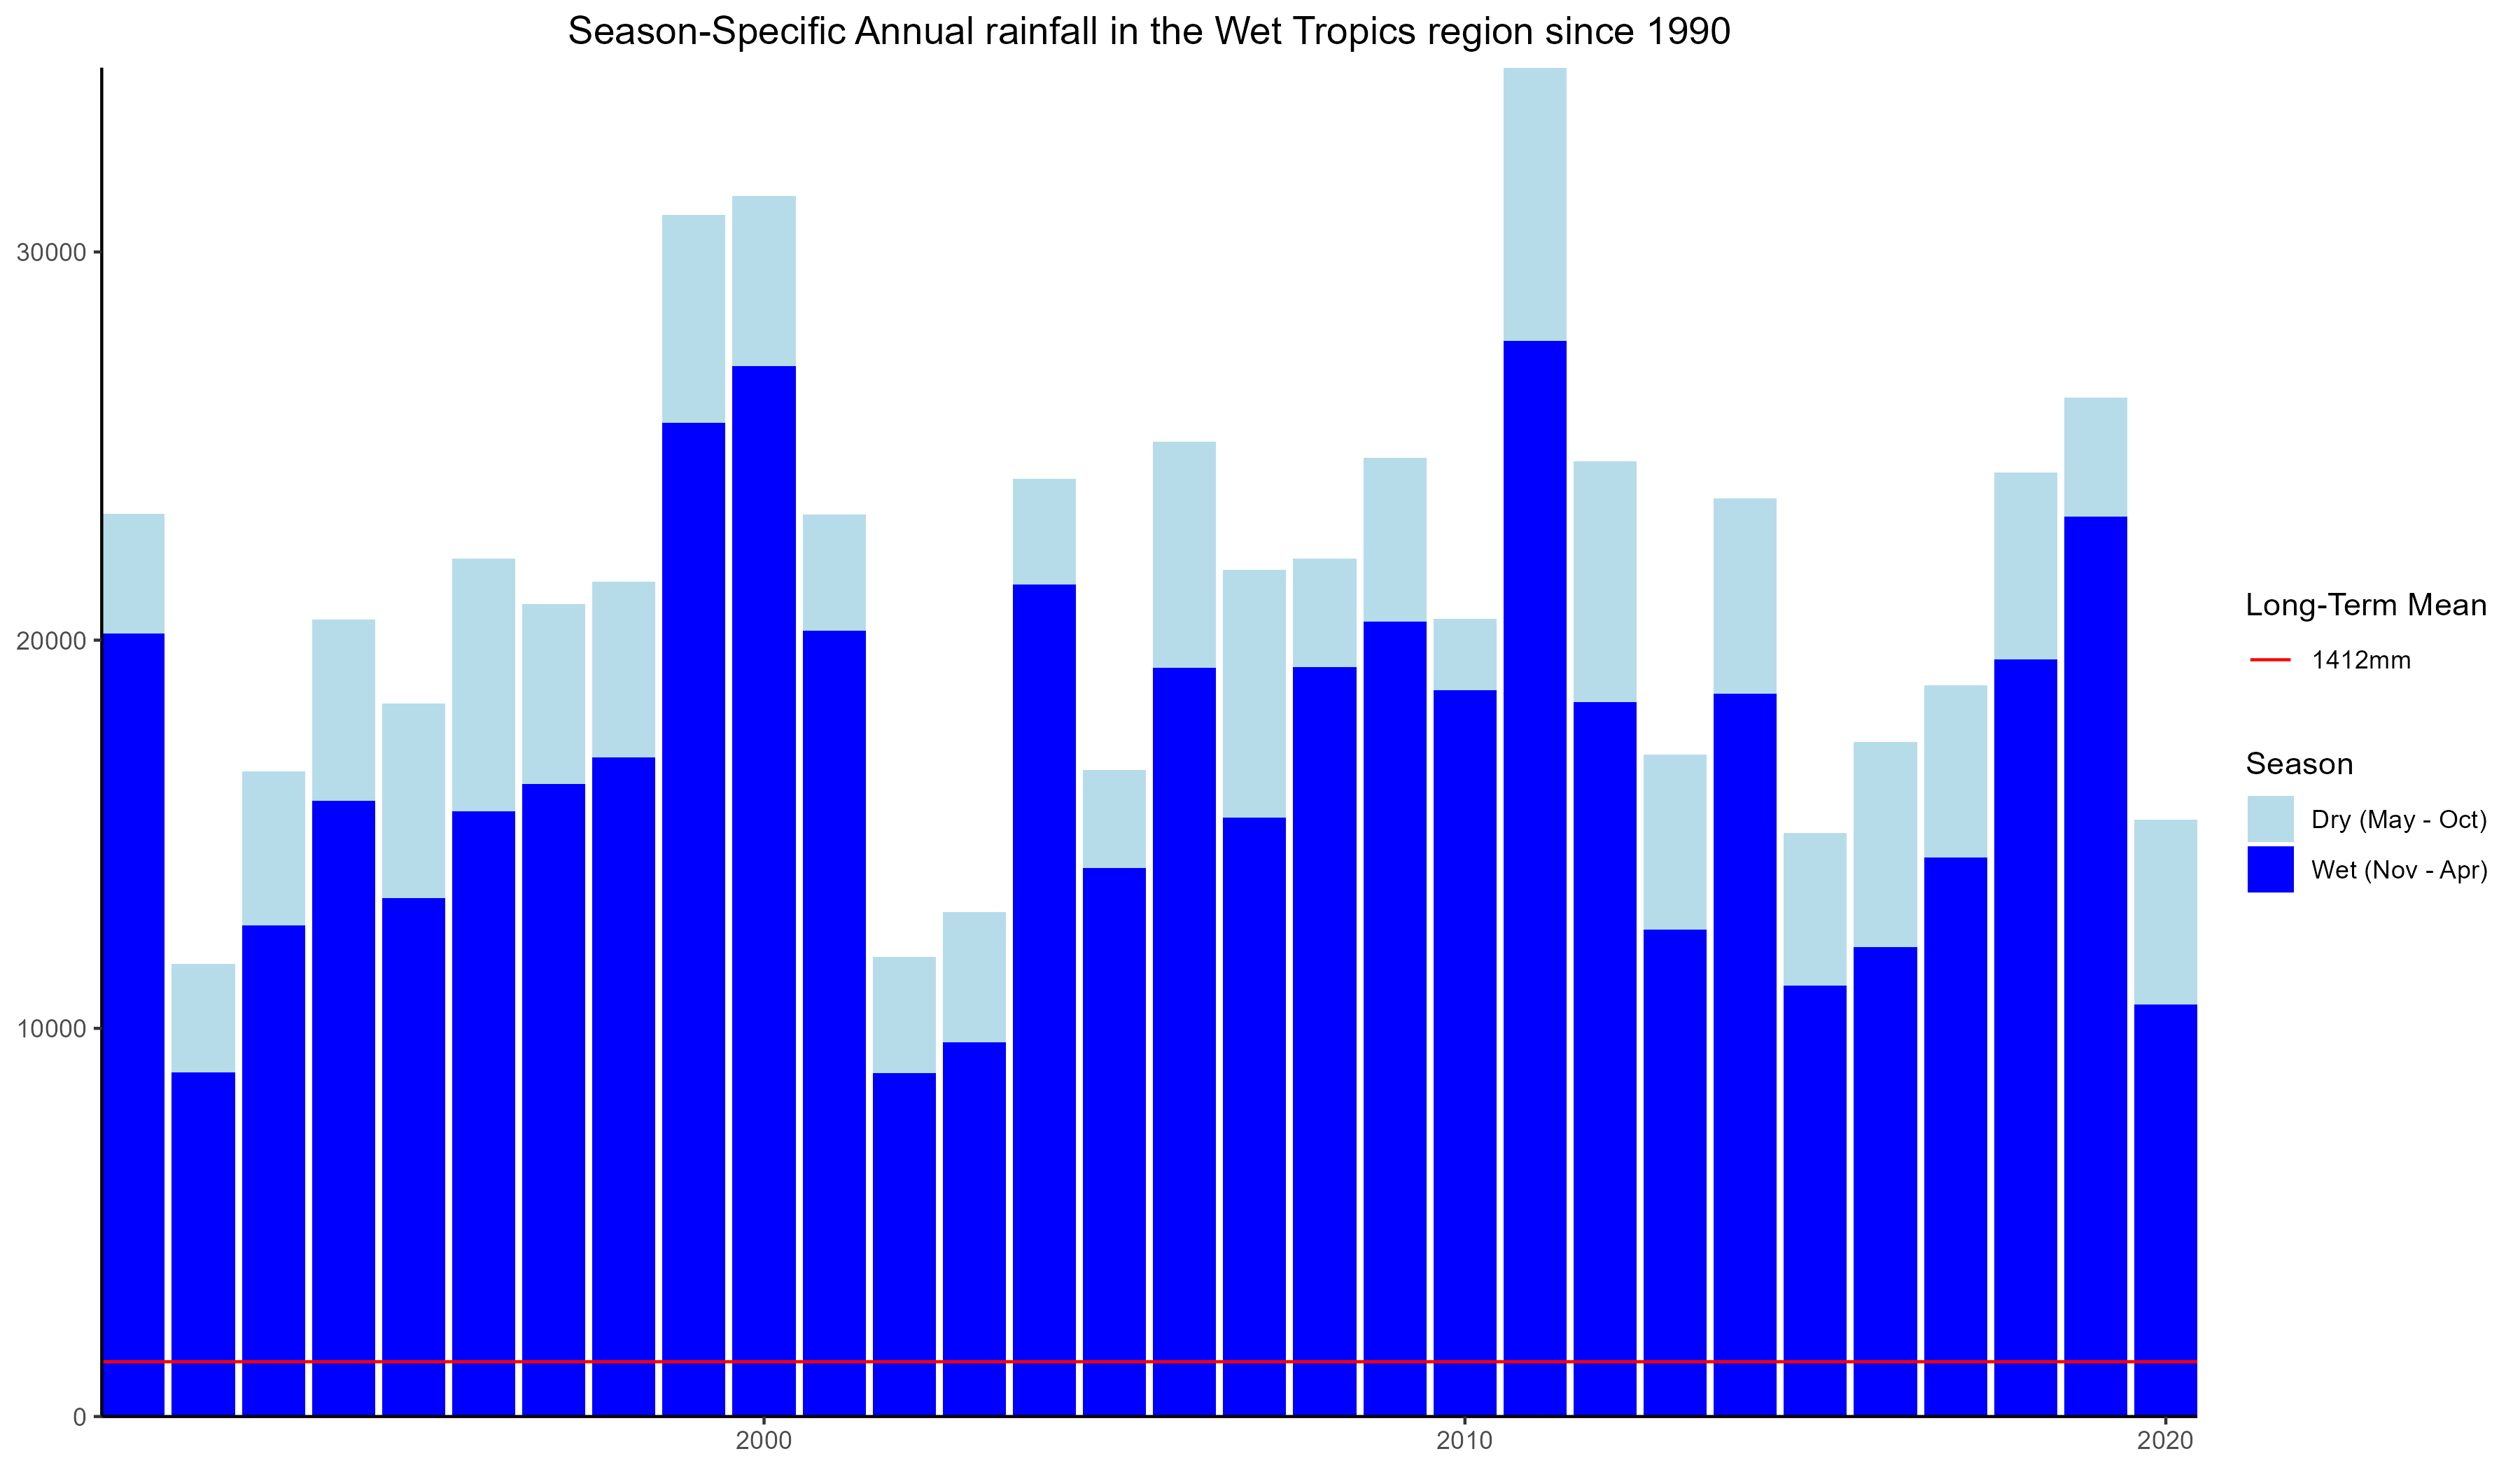 Season-Specific Annual rainfall in the Wet Tropics region since 1990
30000
20000
10000
0
2000
2010
2020
Long-Term Mean
1412mm
Season
Dry (May - Oct)
Wet (Nov - Apr)